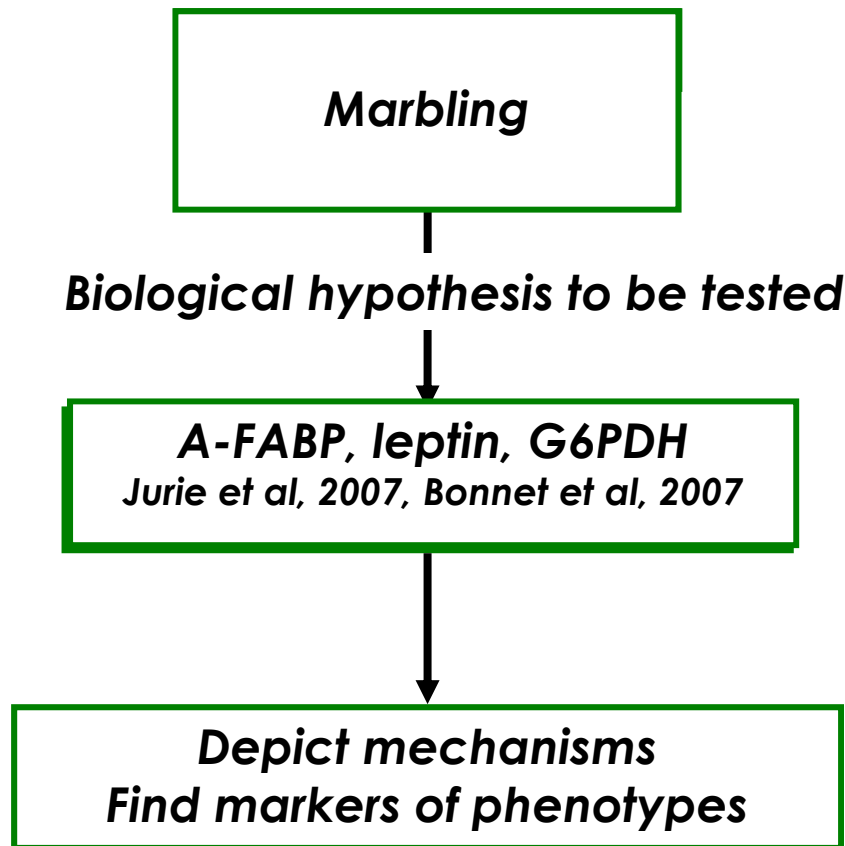 Marbling
Biological hypothesis to be tested
A-FABP, leptin, G6PDH
Jurie et al, 2007, Bonnet et al, 2007
Depict mechanisms
Find markers of phenotypes